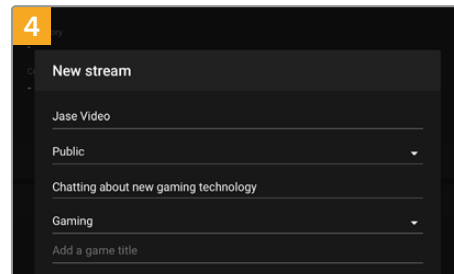 4
New stream
Jase Video
Public
Chatting about new gaming technology
Gaming
Add a game title